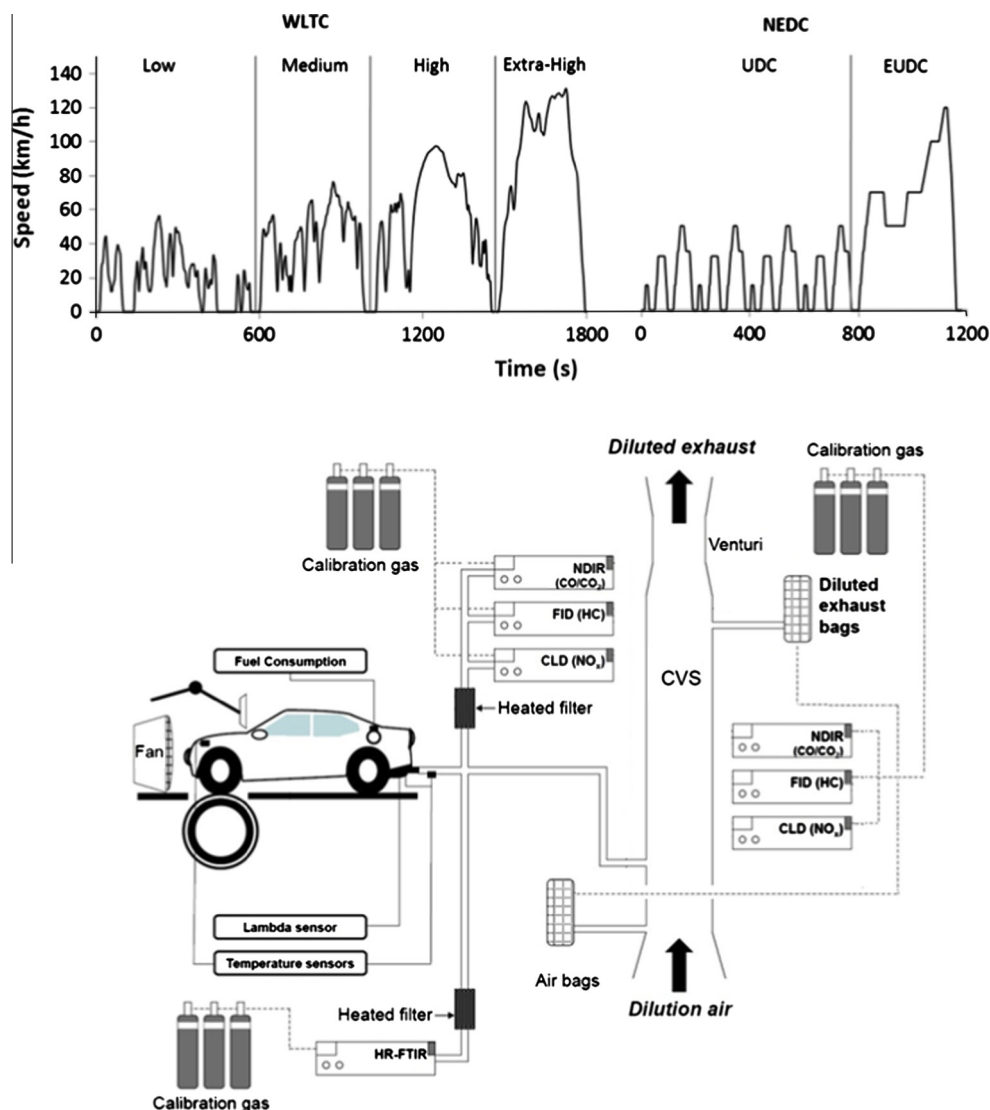 WLTC
NEDC
Low
Medium
High
Extra-High
UDC
EUDC
140
120
100
80
60
40
20
0
Speed (km/h)
0
600
1200
1800
0
400
800
1200
Time (s)
Diluted exhaust
Calibration gas
Venturi
Calibration gas
NDIR
(CO/CO₂)
FID (HC)
CLD (NOₓ)
Diluted
exhaust
bags
Fuel Consumption
CVS
Heated filter
Fan
NDIR
(CO/CO₂)
FID (HC)
CLD (NOₓ)
Lambda sensor
Temperature sensors
Air bags
Dilution air
Heated filter
HR-FTIR
Calibration gas